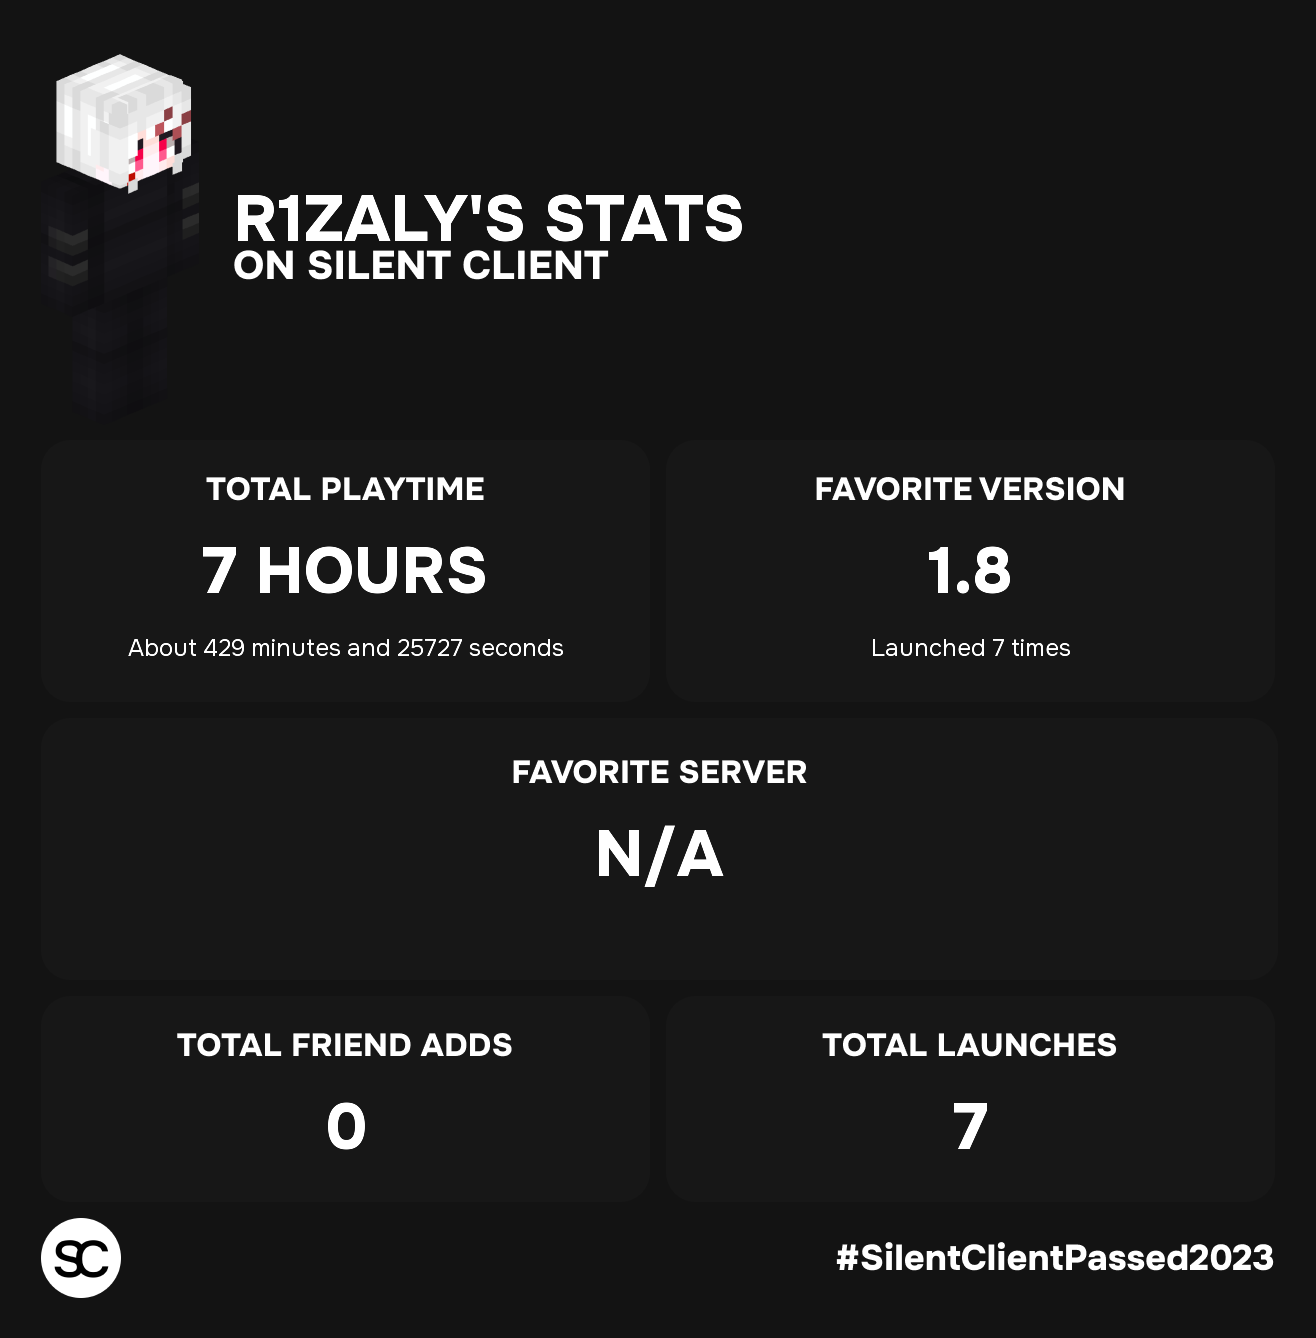 R1ZALY'S STATS
ON SILENT CLIENT
TOTAL PLAYTIME
7 HOURS
About 429 minutes and 25727 seconds
FAVORITE VERSION
1.8
Launched 7 times
FAVORITE SERVER
N/A
TOTAL FRIEND ADDS
0
TOTAL LAUNCHES
7
SC
#SilentClientPassed2023